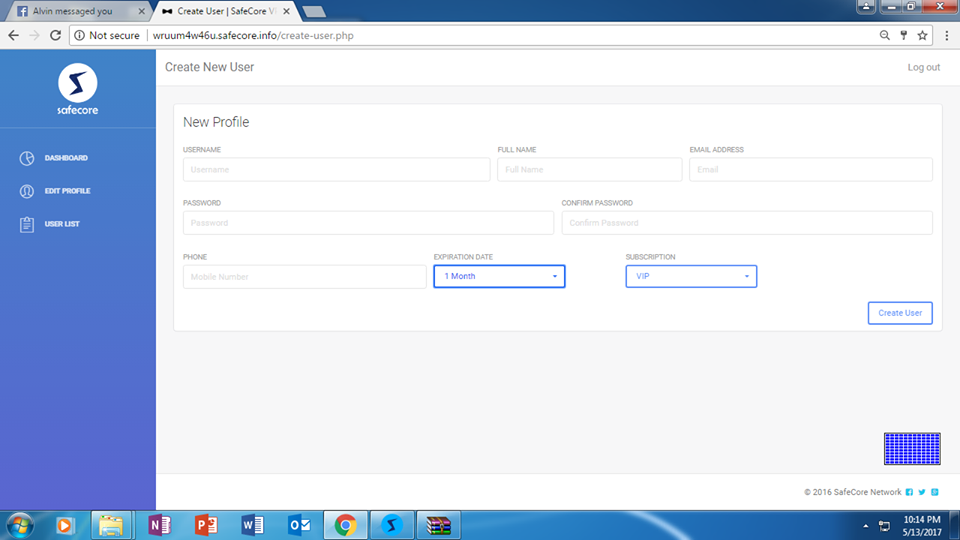 Alvin messaged you
Create User | SafeCore Vi
Not secure wruum4w46u.safecore.info/create-user.php
safecore
Create New User
Log out
DASHBOARD
EDIT PROFILE
USER LIST
New Profile
USERNAME FULL NAME EMAIL ADDRESS
Username Full Name Email
PASSWORD CONFIRM PASSWORD
Password Confirm Password
PHONE EXPIRATION DATE SUBSCRIPTION
Mobile Number 1 Month VIP
Create User
© 2016 SafeCore Network
10:14 PM
5/13/2017